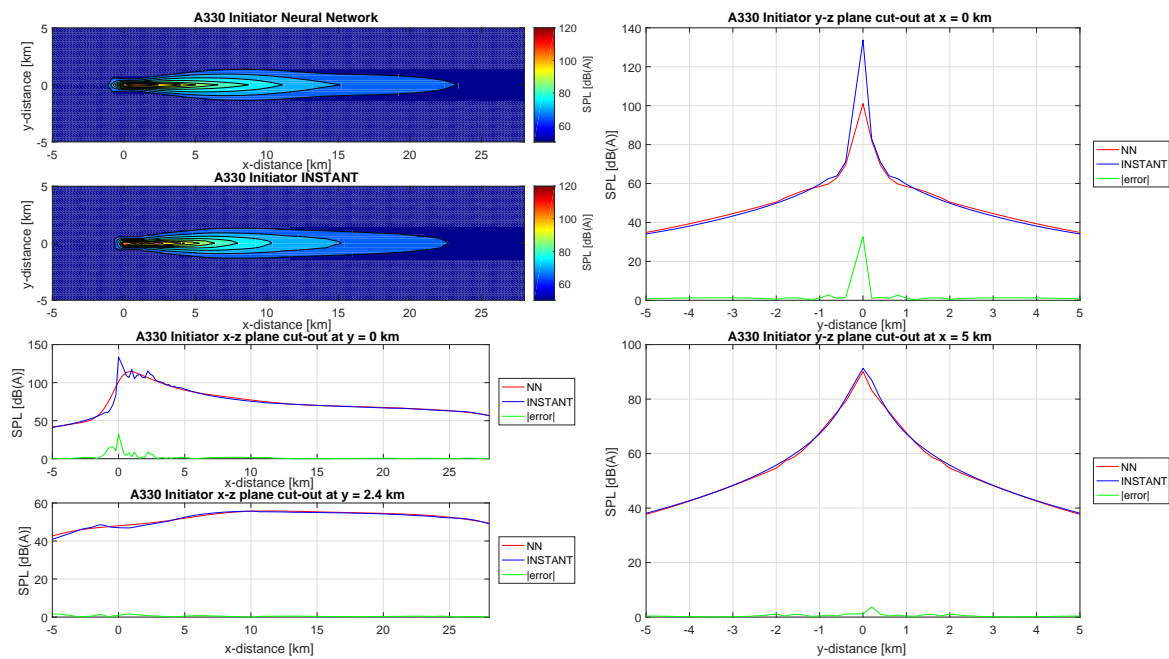 A330 Initiator Neural Network
5
0
-5
y-distance [km]
-5 0 5 10 15 20 25
x-distance [km]
120
100
80
60
SPL [dB(A)]
A330 Initiator INSTANT
5
0
-5
y-distance [km]
-5 0 5 10 15 20 25
x-distance [km]
120
100
80
60
SPL [dB(A)]
A330 Initiator x-z plane cut-out at y = 0 km
150
100
50
0
SPL [dB(A)]
-5 0 5 10 15 20 25
NN
INSTANT
|error|
A330 Initiator x-z plane cut-out at y = 2.4 km
60
40
20
0
SPL [dB(A)]
-5 0 5 10 15 20 25
x-distance [km]
NN
INSTANT
|error|
A330 Initiator y-z plane cut-out at x = 0 km
140
120
100
80
60
40
20
0
SPL [dB(A)]
-5 -4 -3 -2 -1 0 1 2 3 4 5
y-distance [km]
NN
INSTANT
|error|
A330 Initiator y-z plane cut-out at x = 5 km
100
80
60
40
20
0
SPL [dB(A)]
-5 -4 -3 -2 -1 0 1 2 3 4 5
y-distance [km]
NN
INSTANT
|error|